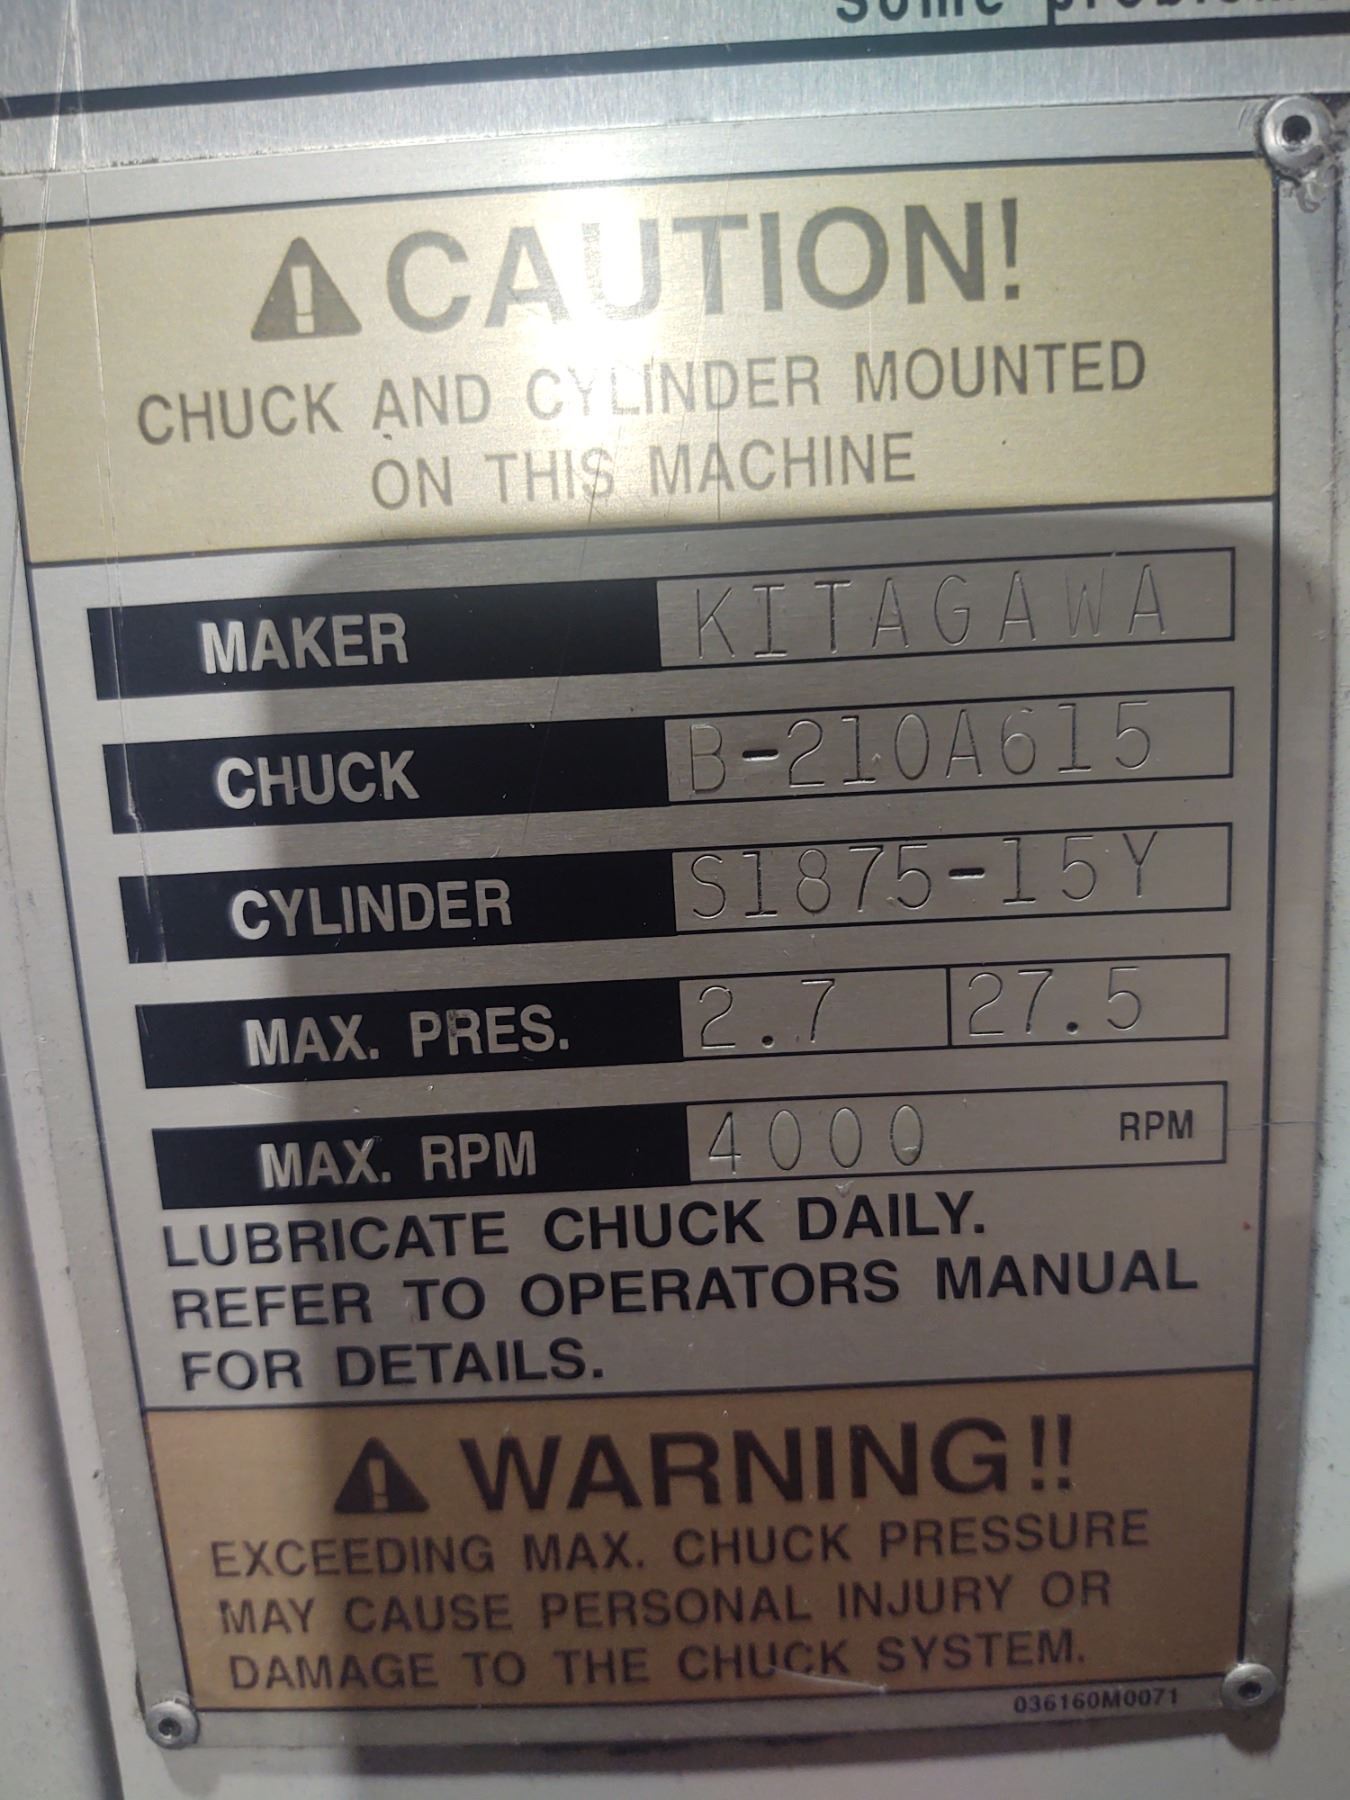 Some
CAUTION!
CHUCK AND CYLINDER MOUNTED
ON THIS MACHINE
MAKER KITAGAWA
CHUCK B-210A615
CYLINDER S1875-15Y
MAX. PRES. 2.7 27.5
MAX. RPM 4000 RPM
LUBRICATE CHUCK DAILY.
REFER TO OPERATORS MANUAL
FOR DETAILS.
WARNING!!
EXCEEDING MAX. CHUCK PRESSURE
MAY CAUSE PERSONAL INJURY OR
DAMAGE TO THE CHUCK SYSTEM.
036160M0071